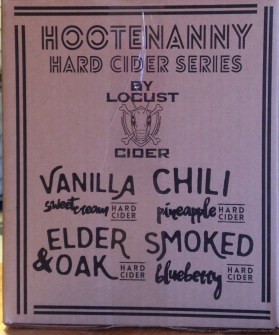 HOOTENANNY
HARD CIDER SERIES
BY
LOCUST
CIDER
VANILLA
sweet cream HARD CIDER
CHILI
pineapple HARD CIDER
ELDER
& OAK HARD CIDER
SMOKED
blueberry HARD CIDER